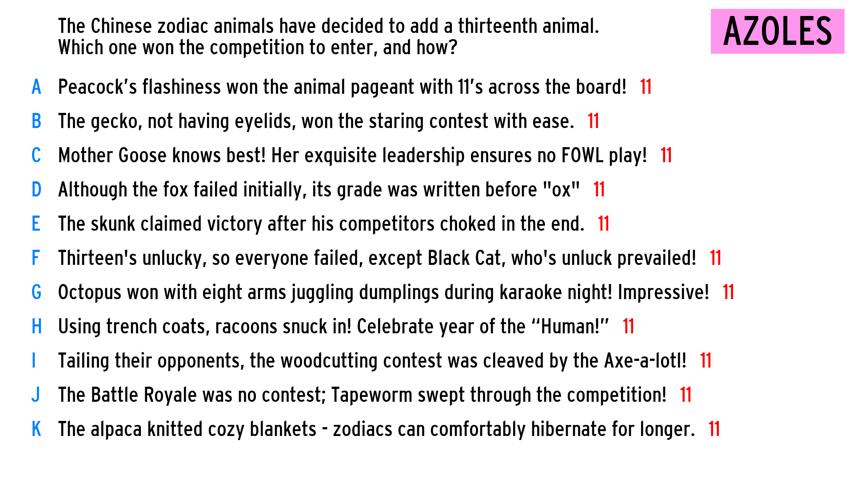 The Chinese zodiac animals have decided to add a thirteenth animal.
Which one won the competition to enter, and how?
AZOLES
A Peacock's flashiness won the animal pageant with 11's across the board! 11
B The gecko, not having eyelids, won the staring contest with ease. 11
C Mother Goose knows best! Her exquisite leadership ensures no FOWL play! 11
D Although the fox failed initially, its grade was written before "ox" 11
E The skunk claimed victory after his competitors choked in the end. 11
F Thirteen's unlucky, so everyone failed, except Black Cat, who's unluck prevailed! 11
G Octopus won with eight arms juggling dumplings during karaoke night! Impressive! 11
H Using trench coats, racoons snuck in! Celebrate year of the “Human!” 11
I Tailing their opponents, the woodcutting contest was cleaved by the Axe-a-lotl! 11
J The Battle Royale was no contest; Tapeworm swept through the competition! 11
K The alpaca knitted cozy blankets - zodiacs can comfortably hibernate for longer. 11